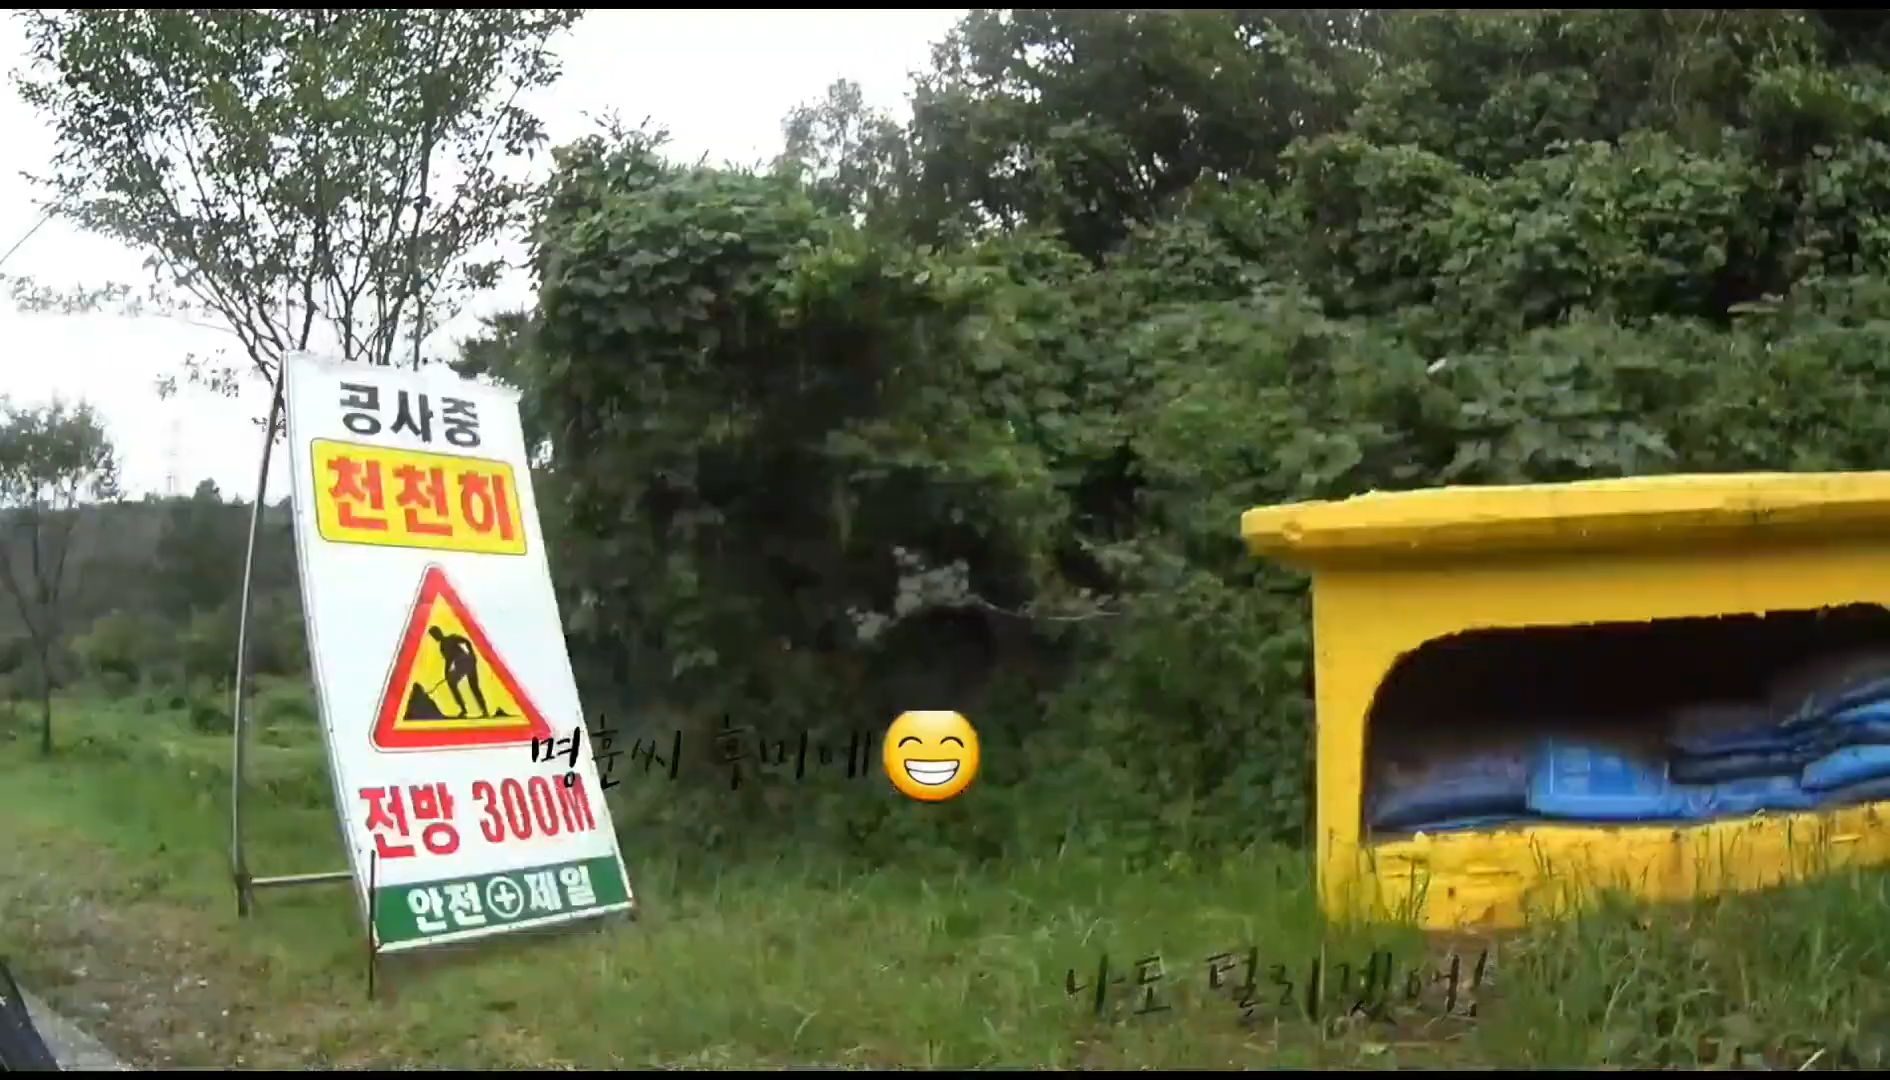 공사중
천천히
전방 300M
안전 제일
명훈씨 후미에😁
나도 털리겠어!